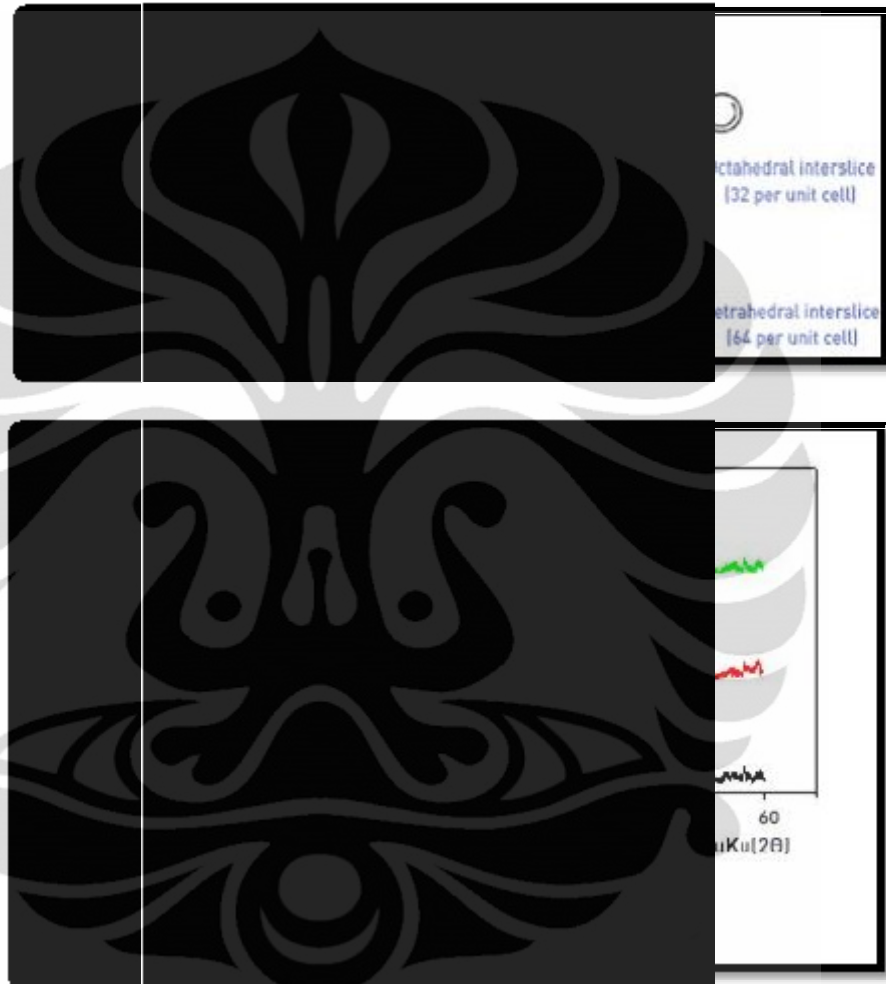 ctahedral interslice
(32 per unit cell)
etrahedral interslice
(64 per unit cell)
60
uKu(2θ)